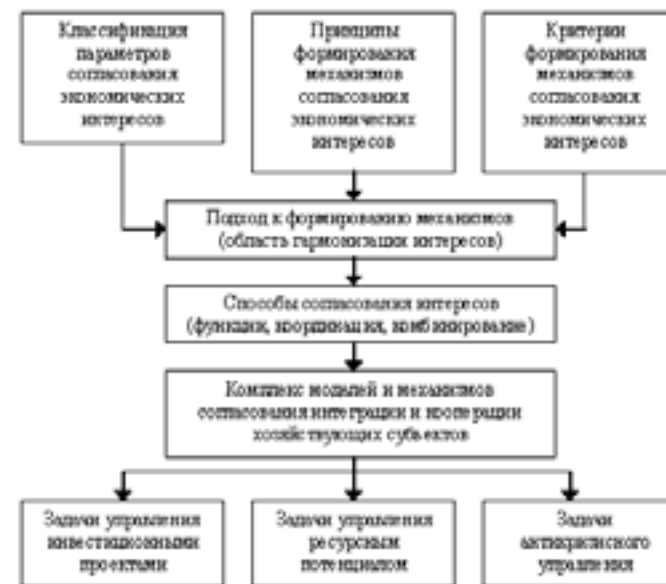 Классификация
параметров
согласования
экономических
интересов
Принципы
формирования
механизмов
согласования
экономических
интересов
Критерии
формирования
механизмов
согласования
экономических
интересов
Подход к формированию механизмов
(область гармонизации интересов)
Способы согласования интересов
(функции, координация, комбинирование)
Комплекс моделей и механизмов
согласования интеграции и кооперации
хозяйствующих субъектов
Задачи управления
инвестиционными
проектами
Задачи управления
ресурсным
потенциалом
Задачи
антикризисного
управления